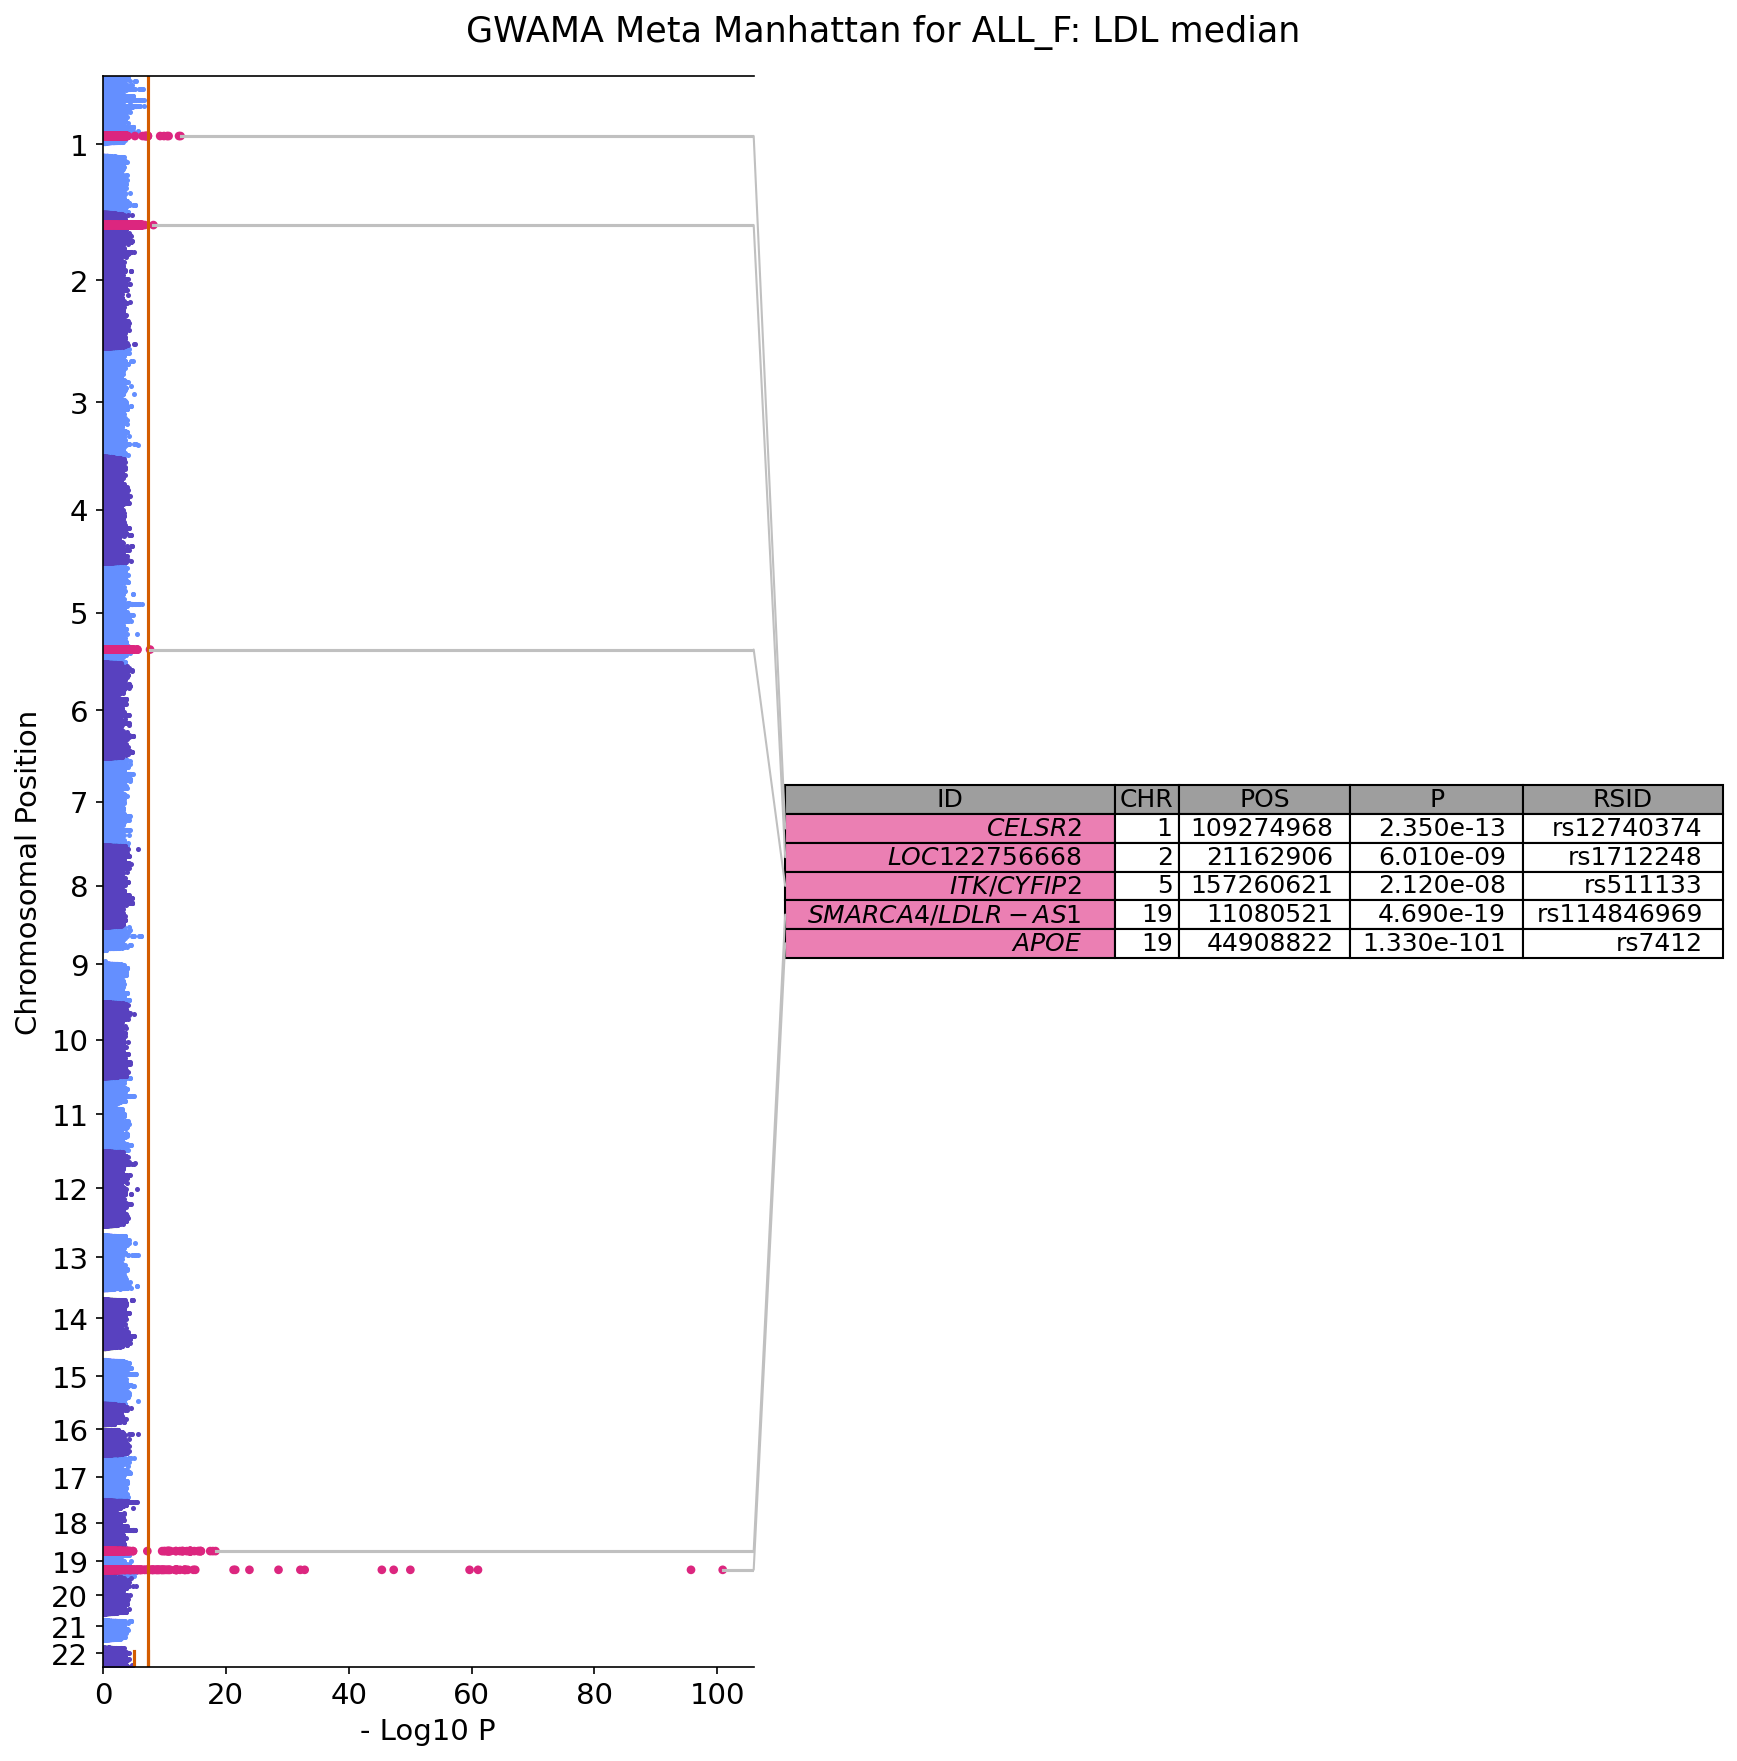 GWAMA Meta Manhattan for ALL_F: LDL median
Chromosomal Position
1
2
3
4
5
6
7
8
9
10
11
12
13
14
15
16
17
18
19
20
21
22
0 20 40 60 80 100
- Log10 P
ID CHR POS P RSID
CELSR2 1 109274968 2.350e-13 rs12740374
LOC122756668 2 21162906 6.010e-09 rs1712248
ITK/CYFIP2 5 157260621 2.120e-08 rs511133
SMARCA4/LDLR − AS1 19 11080521 4.690e-19 rs114846969
APOE 19 44908822 1.330e-101 rs7412